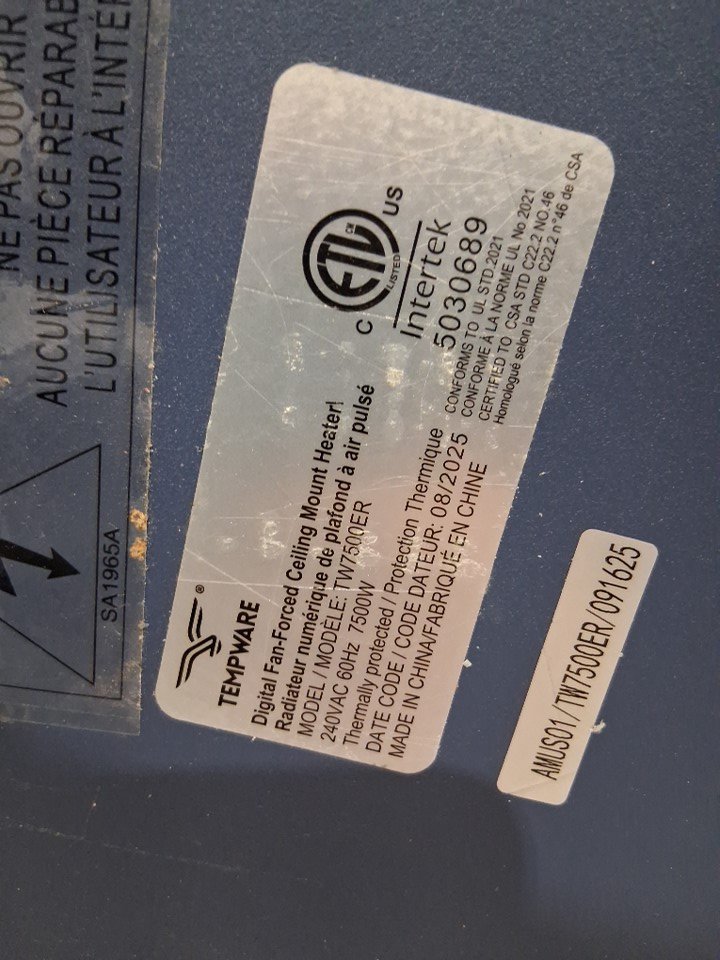 NE PAS OUVRIR
AUCUNE PIÈCE RÉPARAB
L'UTILISATEUR À L'INTÉR
SA1965A
TEMPWARE
®
Digital Fan-Forced Ceiling Mount Heater!
Radiateur numérique de plafond à air pulsé
MODEL / MODÈLE: TW7500ER
240VAC 60Hz 7500W
Thermally protected / Protection Thermique
DATE CODE / CODE DATEUR: 08/2025
MADE IN CHINA/FABRIQUÉ EN CHINE
ETL CM
LISTED
C US
Intertek
5030689
CONFORMS TO UL STD 2021
CONFORME À LA NORME UL No 2021
CERTIFIED TO CSA STD C22.2 NO.46
Homologué selon la norme C22.2 n°46 de CSA
AMUS01/TW7500ER/091625